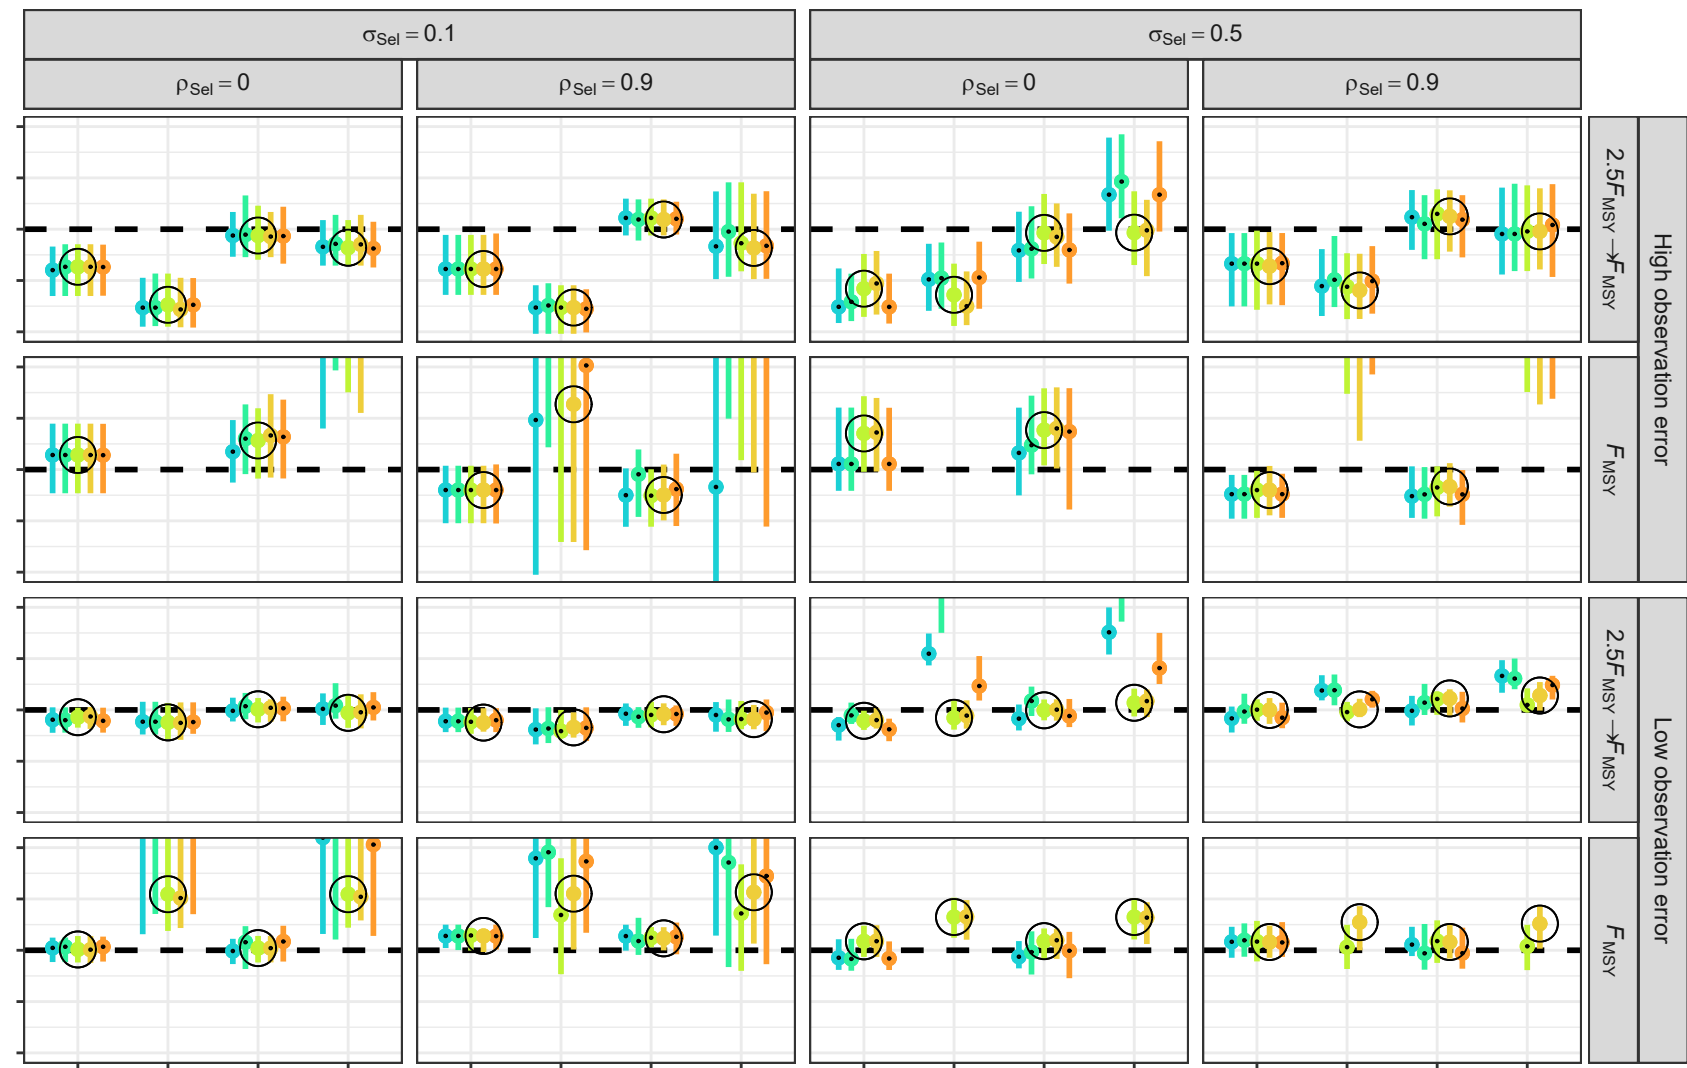 σSel = 0.1
σSel = 0.5
ρSel = 0
ρSel = 0.9
ρSel = 0
ρSel = 0.9
2.5FMSY→FMSY
FMSY
2.5FMSY→FMSY
FMSY
High observation error
Low observation error